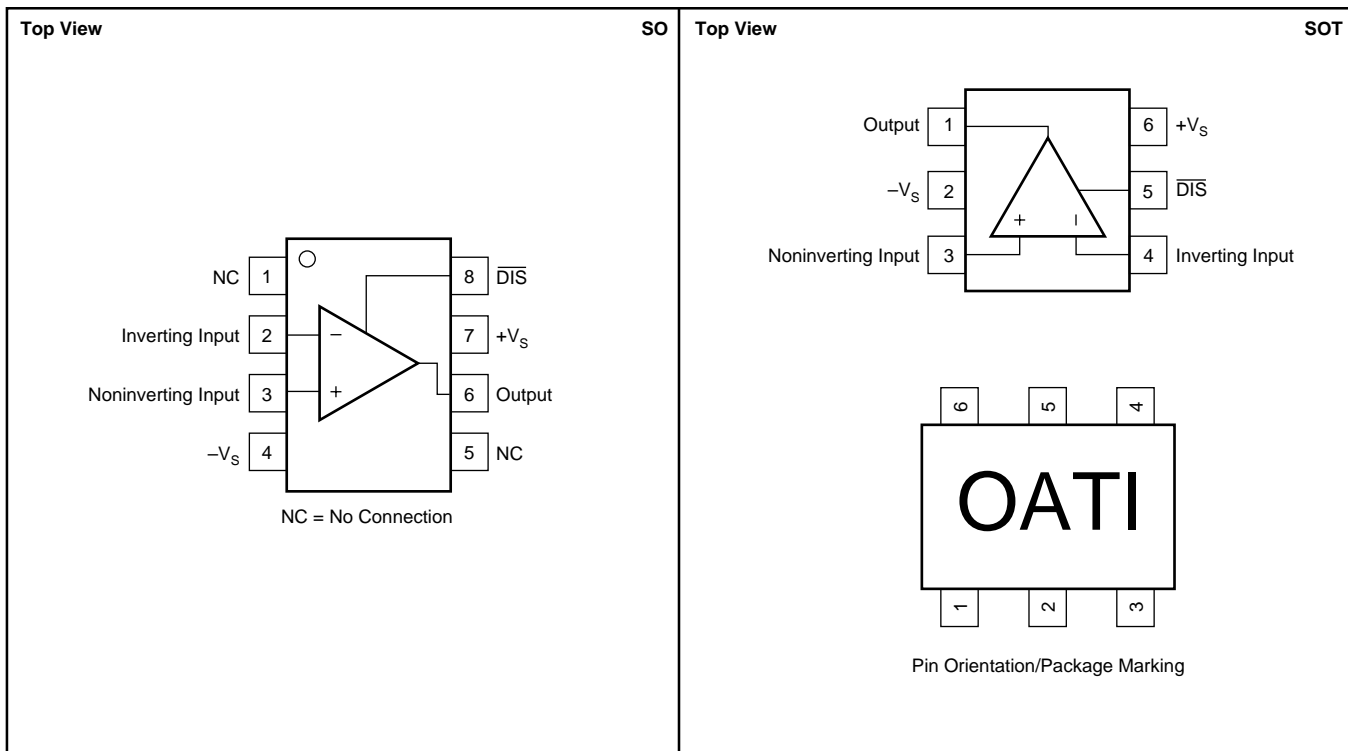 Top View SO
NC 1
Inverting Input 2
Noninverting Input 3
–VS 4
8 DIS
7 +VS
6 Output
5 NC
−
+
NC = No Connection
Top View SOT
Output 1
–VS 2
Noninverting Input 3
6 +VS
5 DIS
4 Inverting Input
+ −
6 5 4
OATI
1 2 3
Pin Orientation/Package Marking